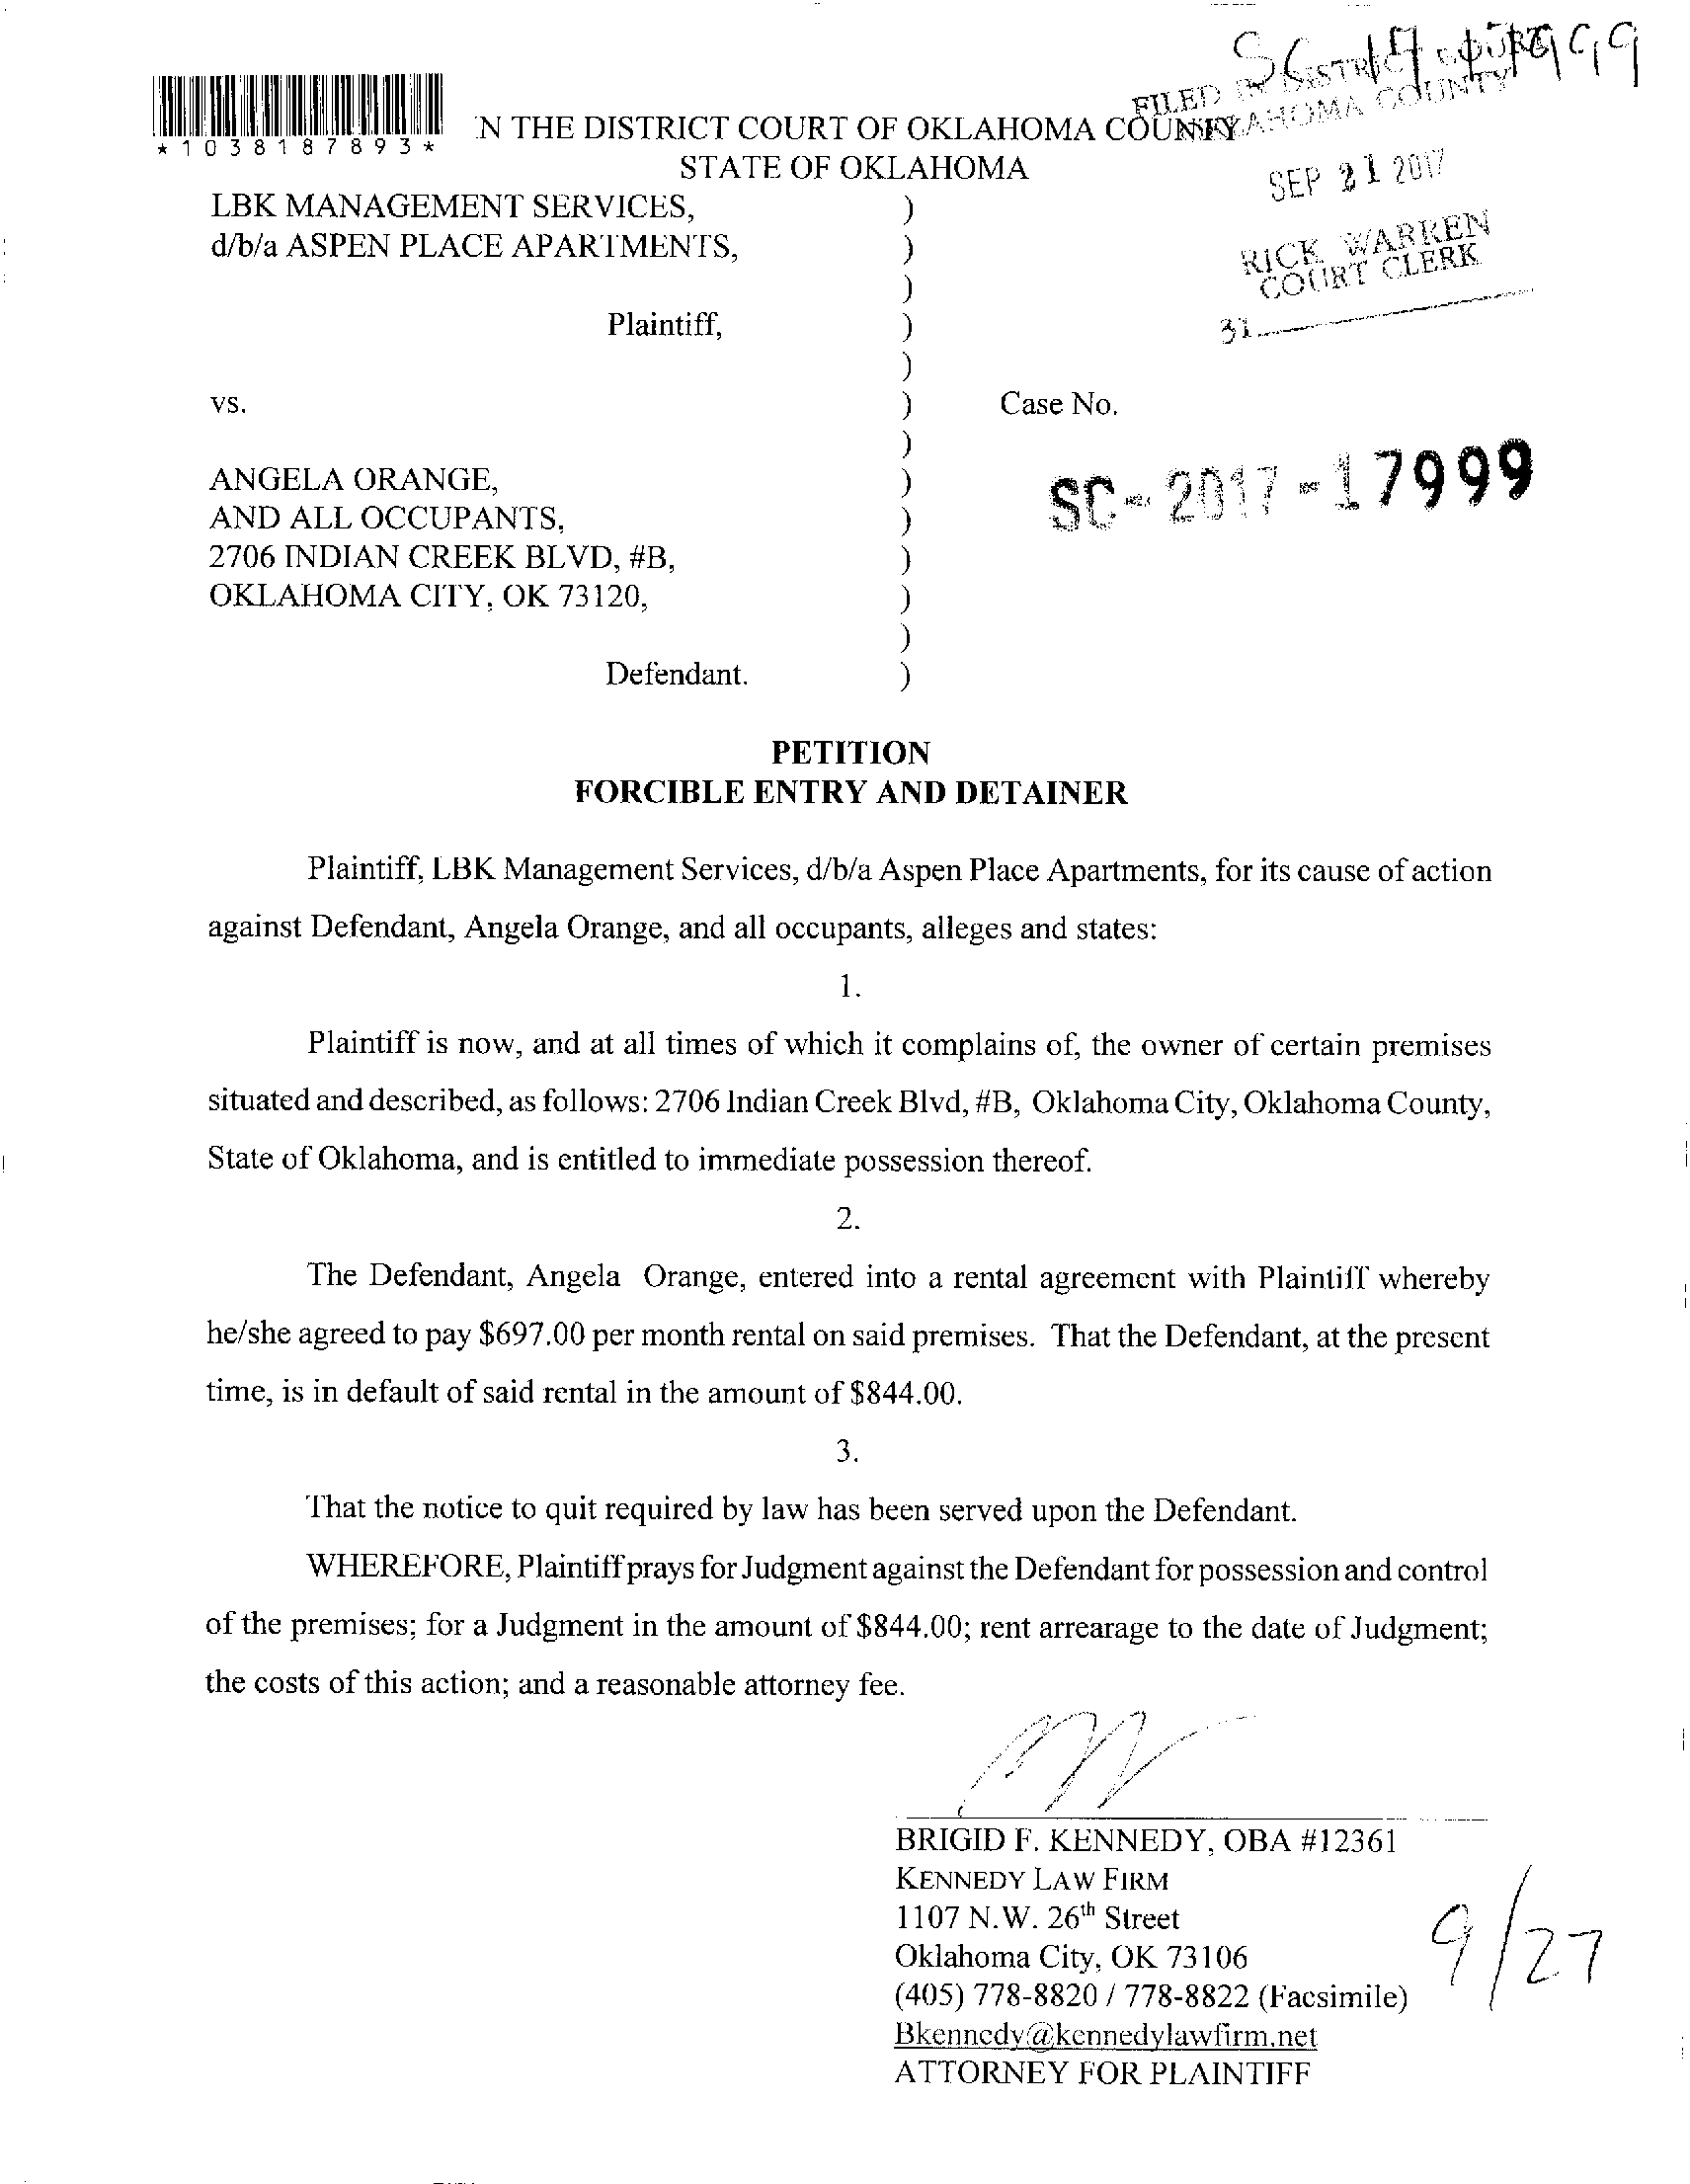 SC 17 17999
FILED IN DISTRICT COURT
OKLAHOMA COUNTY
*1038187893*
N THE DISTRICT COURT OF OKLAHOMA COUNTY
STATE OF OKLAHOMA
SEP 21 2017
RICK WARREN
COURT CLERK
31
LBK MANAGEMENT SERVICES, )
d/b/a ASPEN PLACE APARTMENTS, )
)
Plaintiff, )
)
vs. ) Case No.
)
SC-2017-17999
ANGELA ORANGE, )
AND ALL OCCUPANTS, )
2706 INDIAN CREEK BLVD, #B, )
OKLAHOMA CITY, OK 73120, )
)
Defendant. )
PETITION
FORCIBLE ENTRY AND DETAINER
Plaintiff, LBK Management Services, d/b/a Aspen Place Apartments, for its cause of action
against Defendant, Angela Orange, and all occupants, alleges and states:
1.
Plaintiff is now, and at all times of which it complains of, the owner of certain premises
situated and described, as follows: 2706 Indian Creek Blvd, #B, Oklahoma City, Oklahoma County,
State of Oklahoma, and is entitled to immediate possession thereof.
2.
The Defendant, Angela Orange, entered into a rental agreement with Plaintiff whereby
he/she agreed to pay $697.00 per month rental on said premises. That the Defendant, at the present
time, is in default of said rental in the amount of $844.00.
3.
That the notice to quit required by law has been served upon the Defendant.
WHEREFORE, Plaintiff prays for Judgment against the Defendant for possession and control
of the premises; for a Judgment in the amount of $844.00; rent arrearage to the date of Judgment;
the costs of this action; and a reasonable attorney fee.
BRIGID F. KENNEDY, OBA #12361
KENNEDY LAW FIRM
1107 N.W. 26th Street
Oklahoma City, OK 73106
(405) 778-8820 / 778-8822 (Facsimile)
Bkennedy@kennedylawfirm.net
ATTORNEY FOR PLAINTIFF
9/27